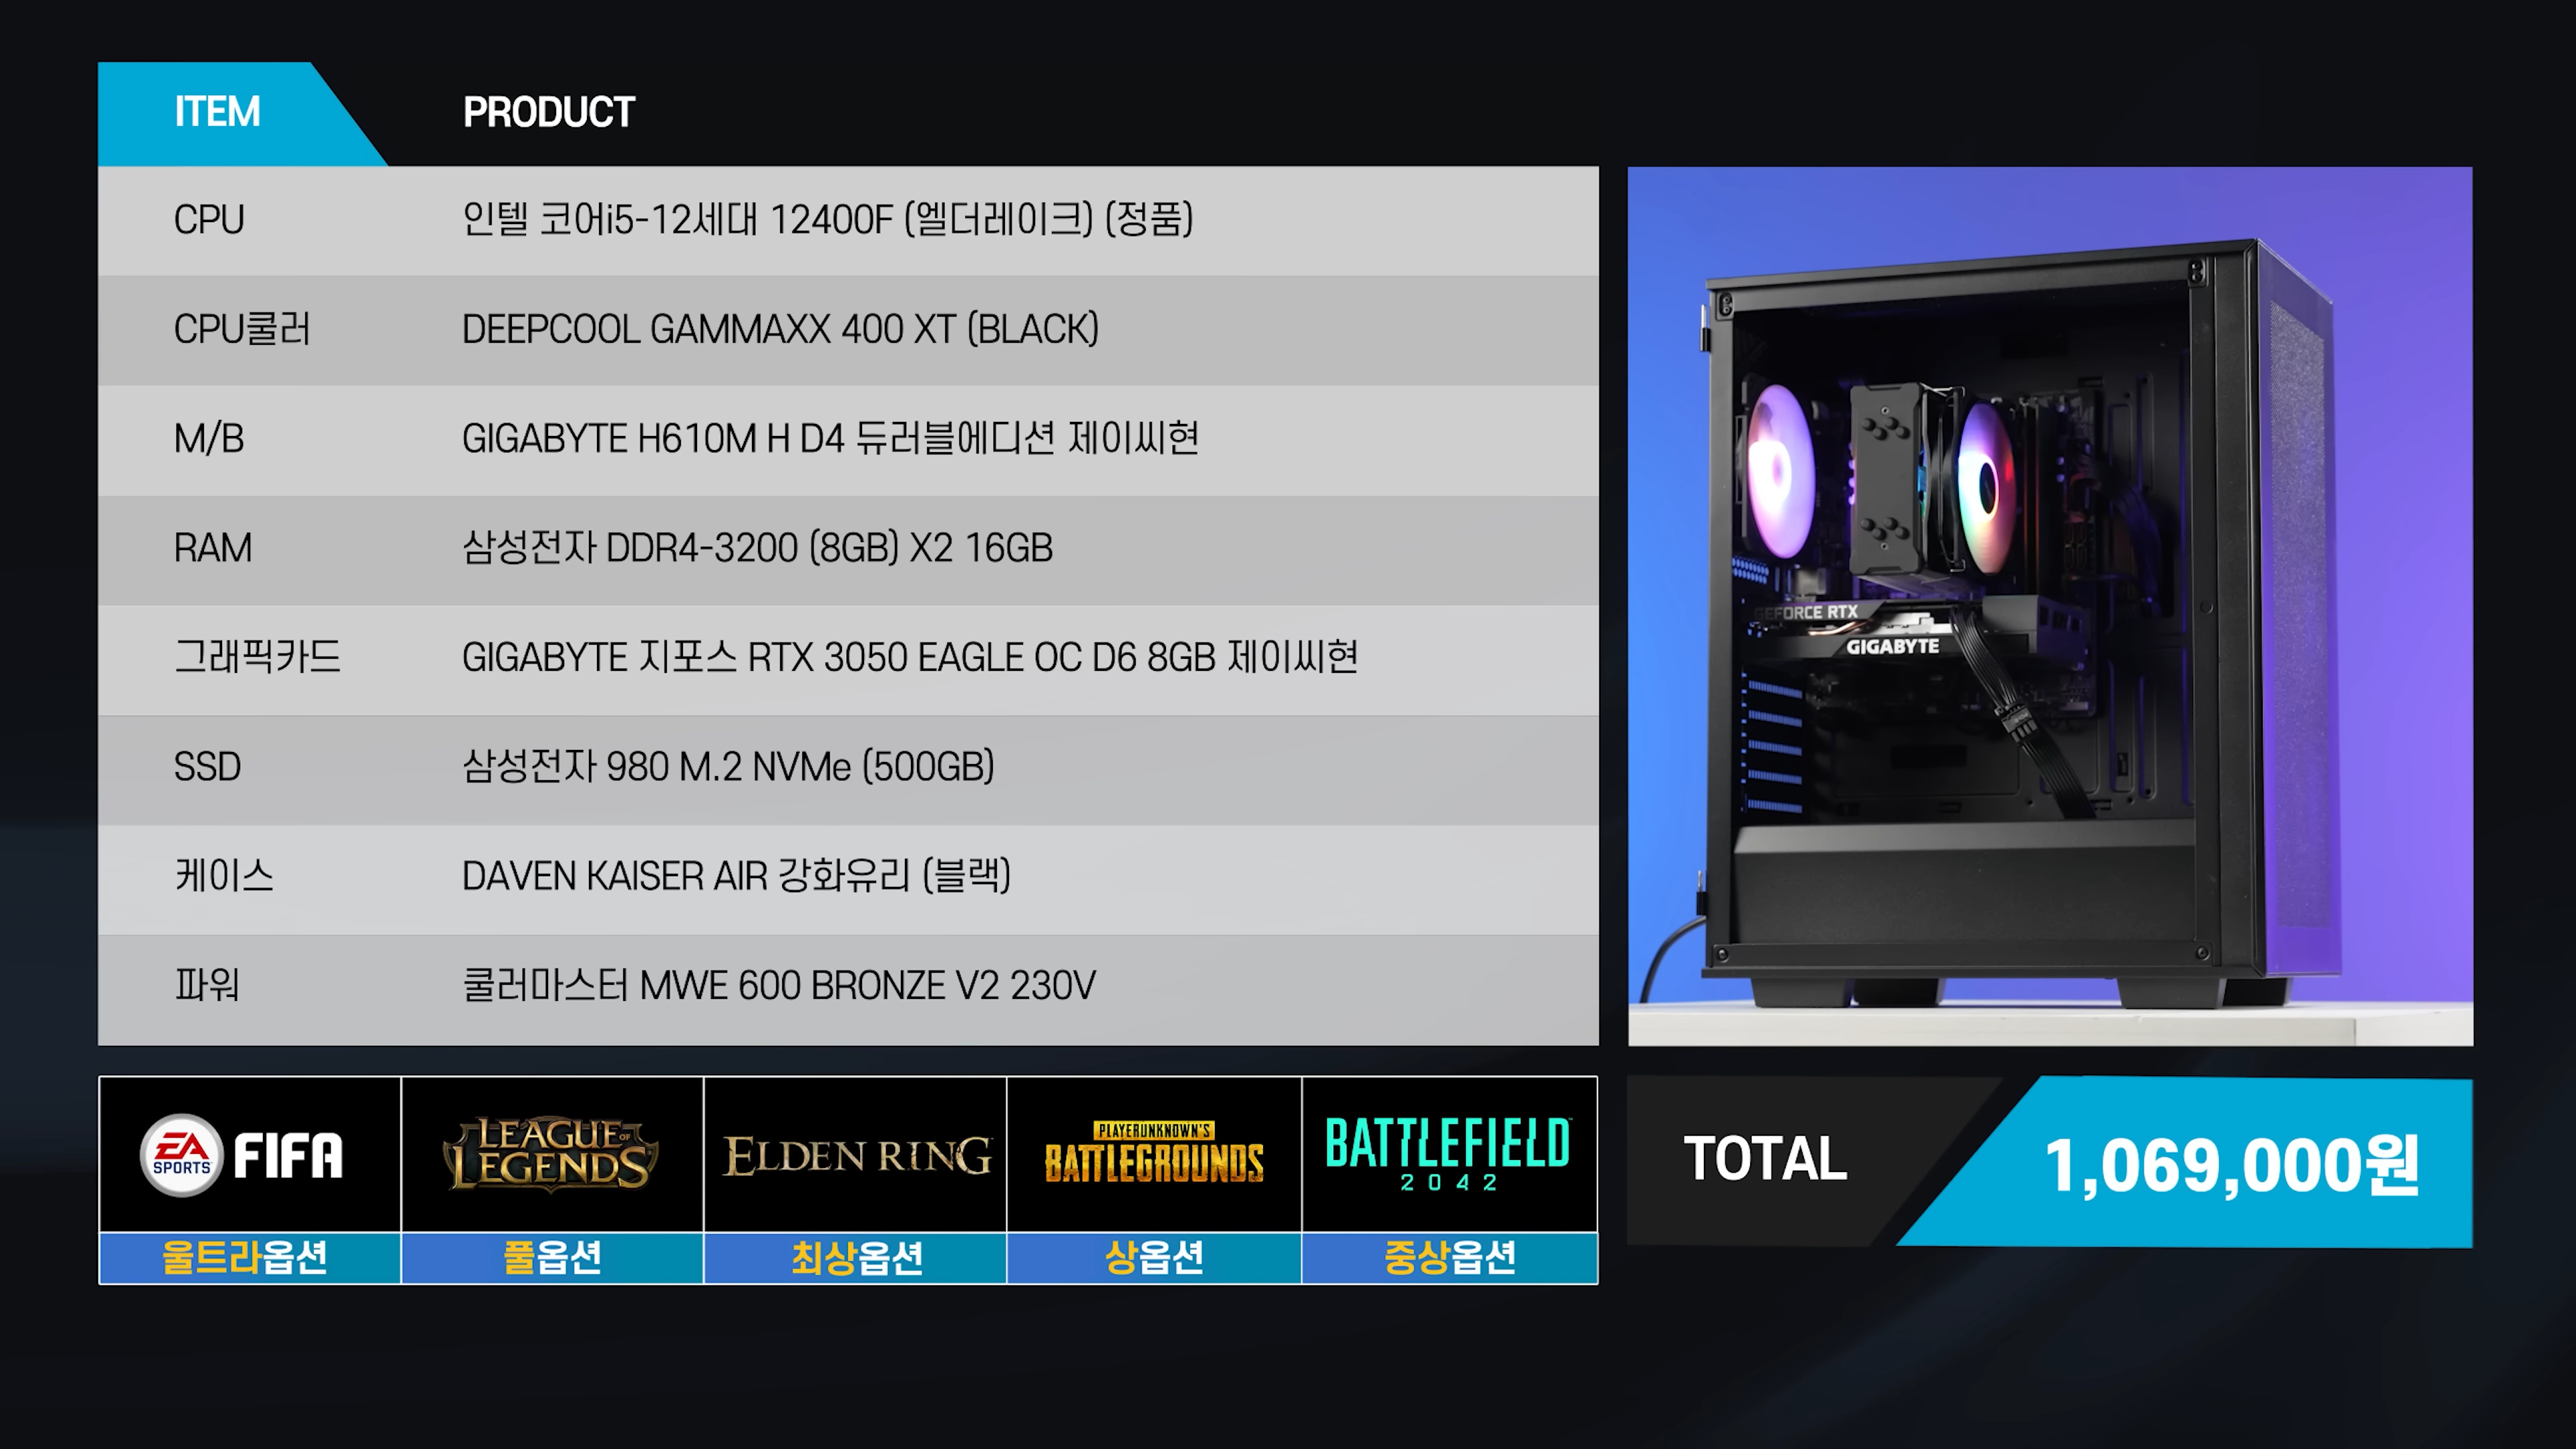 ITEM PRODUCT
CPU 인텔 코어i5-12세대 12400F (엘더레이크) (정품)
CPU쿨러 DEEPCOOL GAMMAXX 400 XT (BLACK)
M/B GIGABYTE H610M H D4 듀러블에디션 제이씨현
RAM 삼성전자 DDR4-3200 (8GB) X2 16GB
그래픽카드 GIGABYTE 지포스 RTX 3050 EAGLE OC D6 8GB 제이씨현
SSD 삼성전자 980 M.2 NVMe (500GB)
케이스 DAVEN KAISER AIR 강화유리 (블랙)
파워 쿨러마스터 MWE 600 BRONZE V2 230V
GEFORCE RTX
GIGABYTE
EA SPORTS FIFA
울트라옵션
LEAGUE OF
LEGENDS
풀옵션
ELDEN RING
최상옵션
PLAYERUNKNOWN'S
BATTLEGROUNDS
상옵션
BATTLEFIELD
2042
중상옵션
TOTAL 1,069,000원